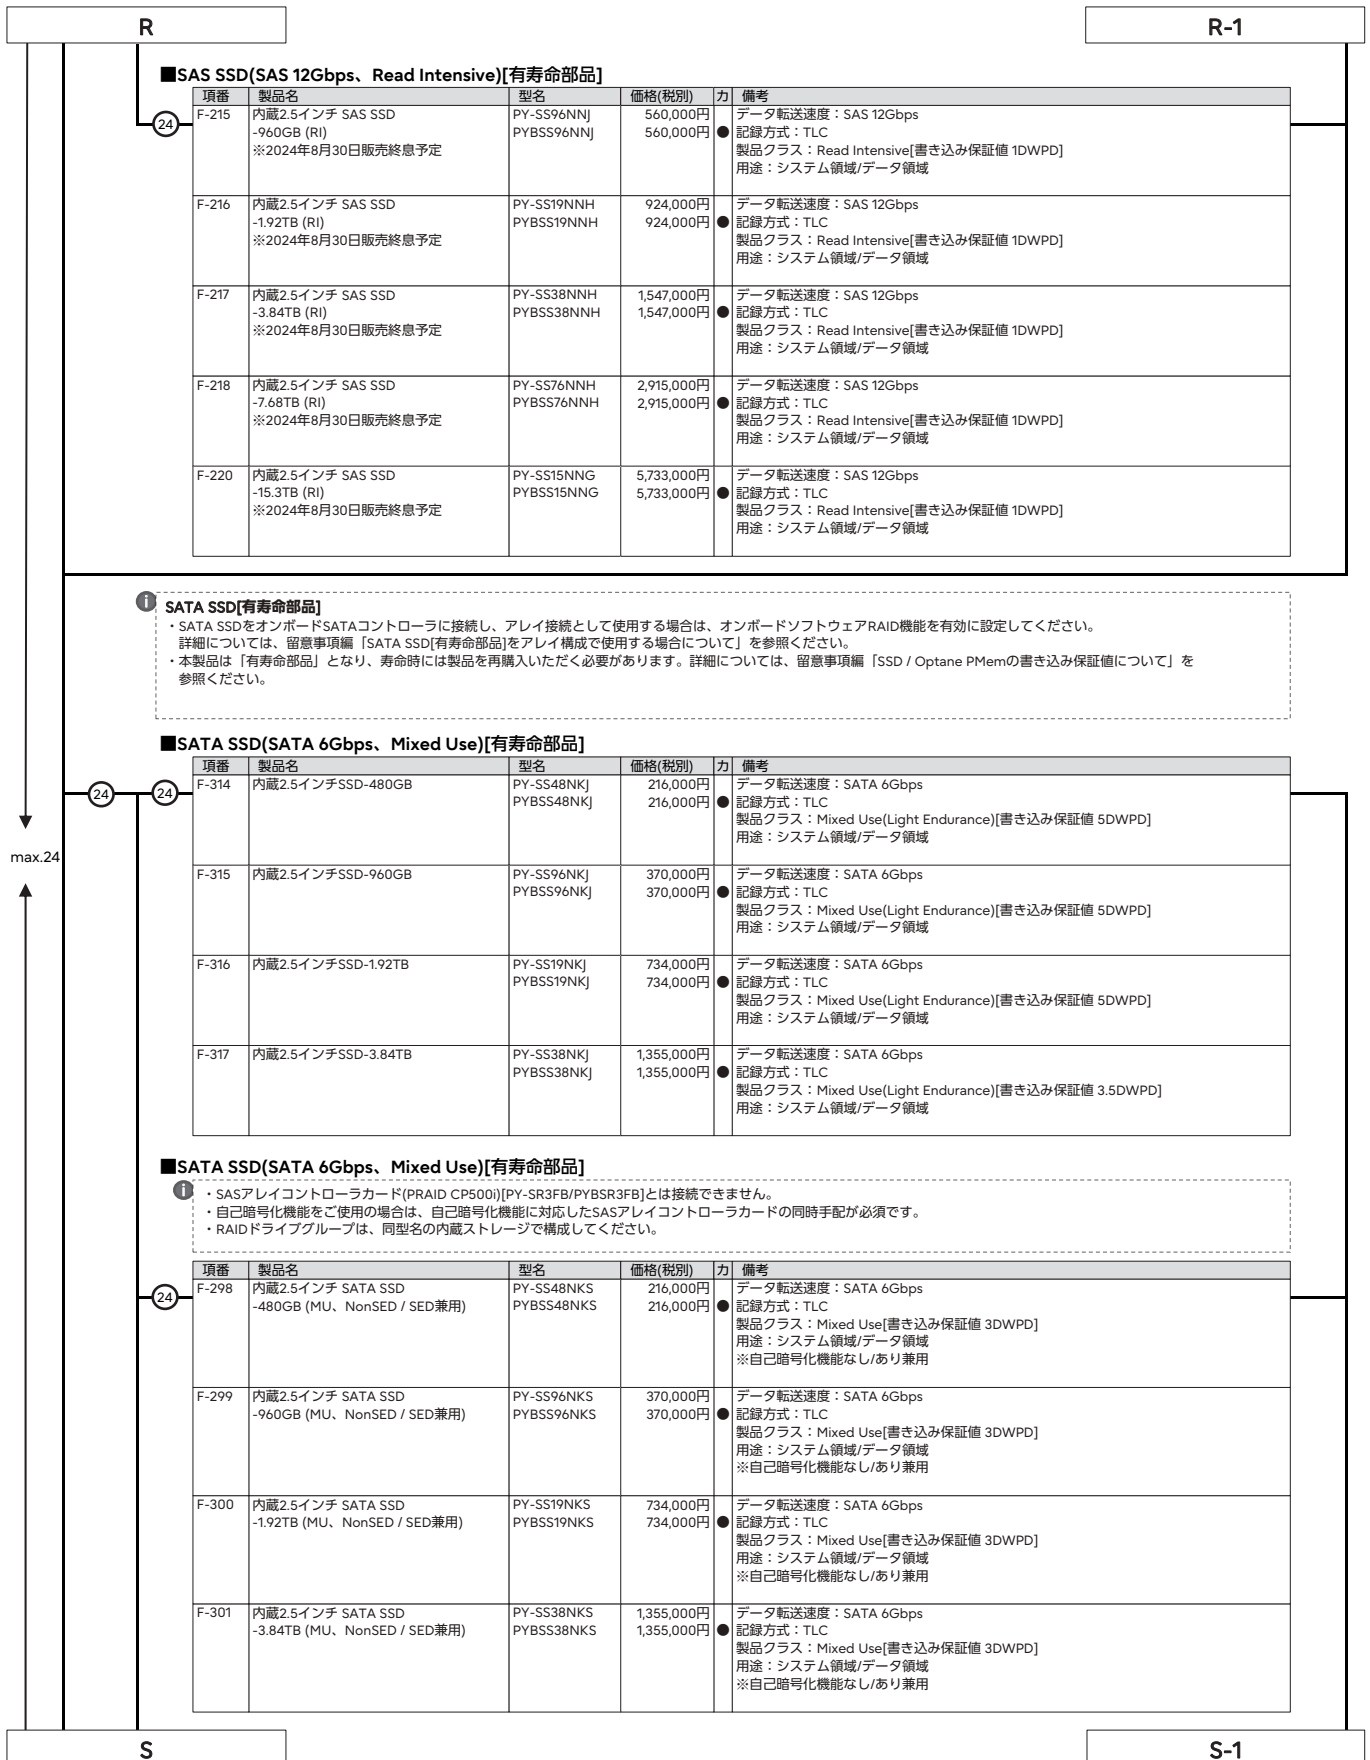 R
R-1
■SAS SSD(SAS 12Gbps、Read Intensive)[有寿命部品]
項番 製品名 型名 価格(税別) カ 備考
24
F-215 内蔵2.5インチ SAS SSD PY-SS96NNJ 560,000円 データ転送速度：SAS 12Gbps
-960GB (RI) PYBSS96NNJ 560,000円 ● 記録方式：TLC
※2024年8月30日販売終息予定 製品クラス：Read Intensive[書き込み保証値 1DWPD]
用途：システム領域/データ領域
F-216 内蔵2.5インチ SAS SSD PY-SS19NNH 924,000円 データ転送速度：SAS 12Gbps
-1.92TB (RI) PYBSS19NNH 924,000円 ● 記録方式：TLC
※2024年8月30日販売終息予定 製品クラス：Read Intensive[書き込み保証値 1DWPD]
用途：システム領域/データ領域
F-217 内蔵2.5インチ SAS SSD PY-SS38NNH 1,547,000円 データ転送速度：SAS 12Gbps
-3.84TB (RI) PYBSS38NNH 1,547,000円 ● 記録方式：TLC
※2024年8月30日販売終息予定 製品クラス：Read Intensive[書き込み保証値 1DWPD]
用途：システム領域/データ領域
F-218 内蔵2.5インチ SAS SSD PY-SS76NNH 2,915,000円 データ転送速度：SAS 12Gbps
-7.68TB (RI) PYBSS76NNH 2,915,000円 ● 記録方式：TLC
※2024年8月30日販売終息予定 製品クラス：Read Intensive[書き込み保証値 1DWPD]
用途：システム領域/データ領域
F-220 内蔵2.5インチ SAS SSD PY-SS15NNG 5,733,000円 データ転送速度：SAS 12Gbps
-15.3TB (RI) PYBSS15NNG 5,733,000円 ● 記録方式：TLC
※2024年8月30日販売終息予定 製品クラス：Read Intensive[書き込み保証値 1DWPD]
用途：システム領域/データ領域
i SATA SSD[有寿命部品]
・SATA SSDをオンボードSATAコントローラに接続し、アレイ接続として使用する場合は、オンボードソフトウェアRAID機能を有効に設定してください。
詳細については、留意事項編「SATA SSD[有寿命部品]をアレイ構成で使用する場合について」を参照ください。
・本製品は「有寿命部品」となり、寿命時には製品を再購入いただく必要があります。詳細については、留意事項編「SSD / Optane PMemの書き込み保証値について」を
参照ください。
■SATA SSD(SATA 6Gbps、Mixed Use)[有寿命部品]
項番 製品名 型名 価格(税別) カ 備考
24 24
F-314 内蔵2.5インチSSD-480GB PY-SS48NKJ 216,000円 データ転送速度：SATA 6Gbps
PYBSS48NKJ 216,000円 ● 記録方式：TLC
製品クラス：Mixed Use(Light Endurance)[書き込み保証値 5DWPD]
用途：システム領域/データ領域
max.24
F-315 内蔵2.5インチSSD-960GB PY-SS96NKJ 370,000円 データ転送速度：SATA 6Gbps
PYBSS96NKJ 370,000円 ● 記録方式：TLC
製品クラス：Mixed Use(Light Endurance)[書き込み保証値 5DWPD]
用途：システム領域/データ領域
F-316 内蔵2.5インチSSD-1.92TB PY-SS19NKJ 734,000円 データ転送速度：SATA 6Gbps
PYBSS19NKJ 734,000円 ● 記録方式：TLC
製品クラス：Mixed Use(Light Endurance)[書き込み保証値 5DWPD]
用途：システム領域/データ領域
F-317 内蔵2.5インチSSD-3.84TB PY-SS38NKJ 1,355,000円 データ転送速度：SATA 6Gbps
PYBSS38NKJ 1,355,000円 ● 記録方式：TLC
製品クラス：Mixed Use(Light Endurance)[書き込み保証値 3.5DWPD]
用途：システム領域/データ領域
■SATA SSD(SATA 6Gbps、Mixed Use)[有寿命部品]
i ・SASアレイコントローラカード(PRAID CP500i)[PY-SR3FB/PYBSR3FB]とは接続できません。
・自己暗号化機能をご使用の場合は、自己暗号化機能に対応したSASアレイコントローラカードの同時手配が必須です。
・RAIDドライブグループは、同型名の内蔵ストレージで構成してください。
項番 製品名 型名 価格(税別) カ 備考
24
F-298 内蔵2.5インチ SATA SSD PY-SS48NKS 216,000円 データ転送速度：SATA 6Gbps
-480GB (MU、NonSED / SED兼用) PYBSS48NKS 216,000円 ● 記録方式：TLC
製品クラス：Mixed Use[書き込み保証値 3DWPD]
用途：システム領域/データ領域
※自己暗号化機能なし/あり兼用
F-299 内蔵2.5インチ SATA SSD PY-SS96NKS 370,000円 データ転送速度：SATA 6Gbps
-960GB (MU、NonSED / SED兼用) PYBSS96NKS 370,000円 ● 記録方式：TLC
製品クラス：Mixed Use[書き込み保証値 3DWPD]
用途：システム領域/データ領域
※自己暗号化機能なし/あり兼用
F-300 内蔵2.5インチ SATA SSD PY-SS19NKS 734,000円 データ転送速度：SATA 6Gbps
-1.92TB (MU、NonSED / SED兼用) PYBSS19NKS 734,000円 ● 記録方式：TLC
製品クラス：Mixed Use[書き込み保証値 3DWPD]
用途：システム領域/データ領域
※自己暗号化機能なし/あり兼用
F-301 内蔵2.5インチ SATA SSD PY-SS38NKS 1,355,000円 データ転送速度：SATA 6Gbps
-3.84TB (MU、NonSED / SED兼用) PYBSS38NKS 1,355,000円 ● 記録方式：TLC
製品クラス：Mixed Use[書き込み保証値 3DWPD]
用途：システム領域/データ領域
※自己暗号化機能なし/あり兼用
S
S-1